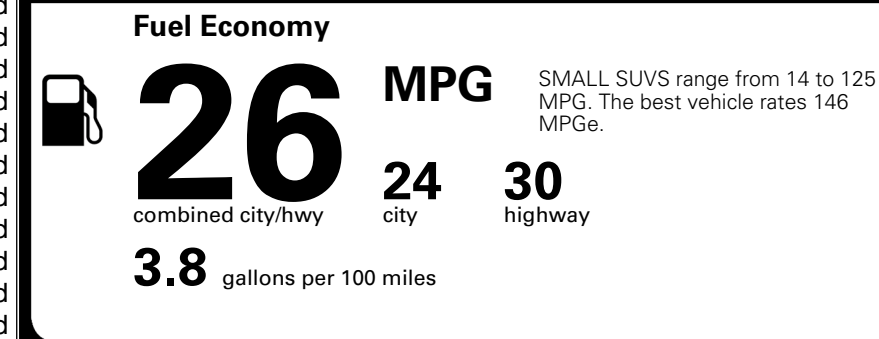 Fuel Economy
26
MPG
SMALL SUVS range from 14 to 125
MPG. The best vehicle rates 146
MPGe.
combined city/hwy
24
city
30
highway
3.8 gallons per 100 miles
d
d
d
d
d
d
d
d
d
d
d